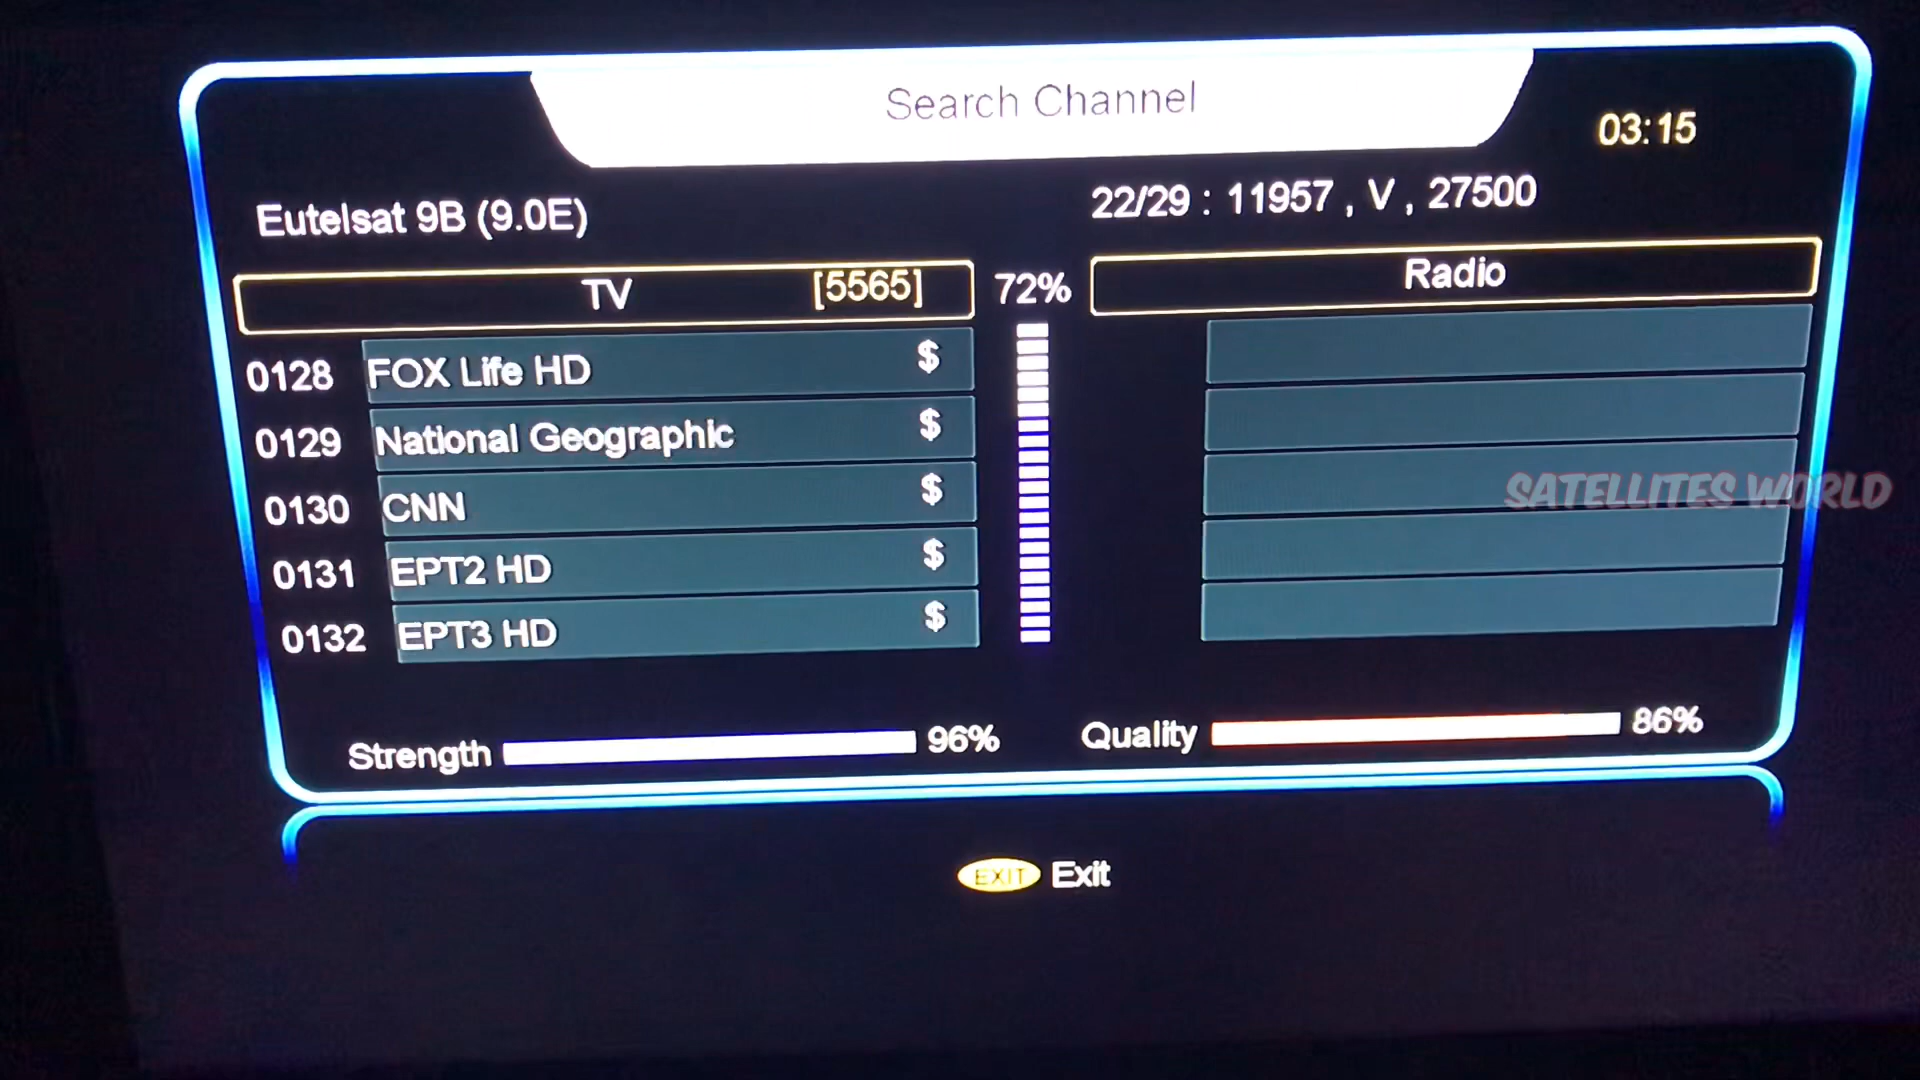 Search Channel
03:15
Eutelsat 9B (9.0E)
22/29 : 11957 , V , 27500
TV [5565]
72%
Radio
0128 FOX Life HD $
0129 National Geographic $
0130 CNN $
0131 EPT2 HD $
0132 EPT3 HD $
SATELLITES WORLD
Strength 96%
Quality 86%
EXIT Exit